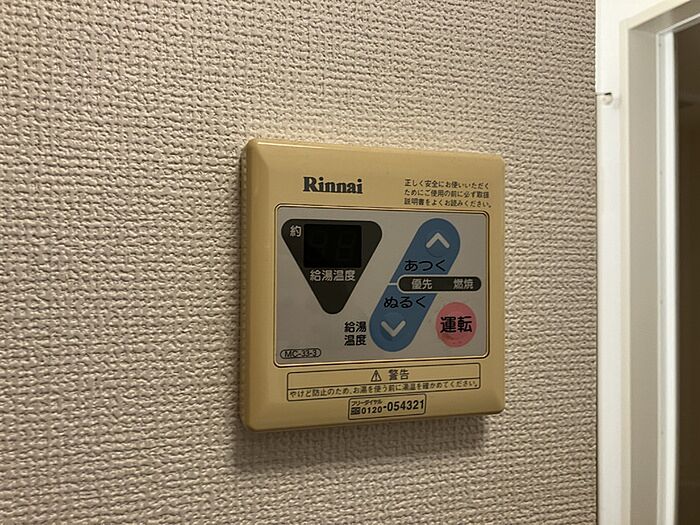 Rinnai
正しく安全にお使いいただく
ためにご使用の前に必ず取扱
説明書をよくお読みください。
約
給湯温度
あつく
優先 燃焼
ぬるく
給湯
温度
運転
MC-33-3
⚠ 警告
やけど防止のため、お湯を使う前に湯温を確かめてください。
フリーダイヤル
0120-054321